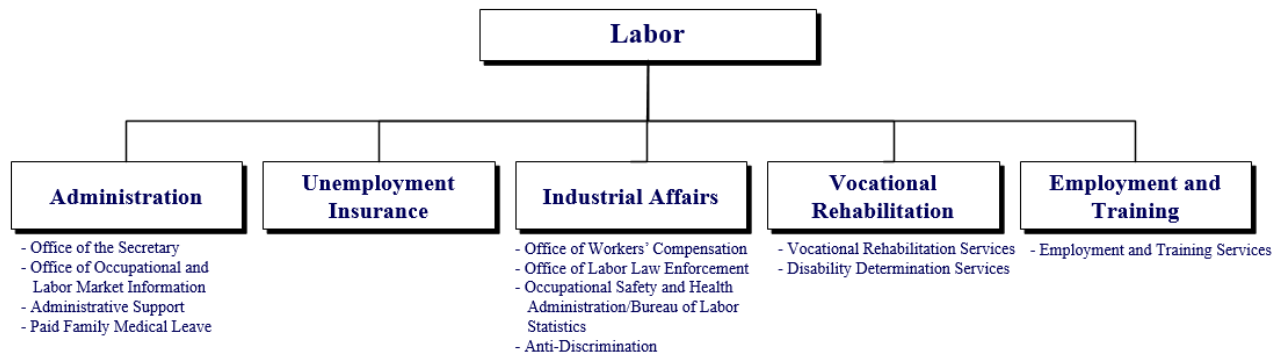 Labor
Administration
- Office of the Secretary
- Office of Occupational and
Labor Market Information
- Administrative Support
- Paid Family Medical Leave
Unemployment
Insurance
Industrial Affairs
- Office of Workers’ Compensation
- Office of Labor Law Enforcement
- Occupational Safety and Health
Administration/Bureau of Labor
Statistics
- Anti-Discrimination
Vocational
Rehabilitation
- Vocational Rehabilitation Services
- Disability Determination Services
Employment and
Training
- Employment and Training Services